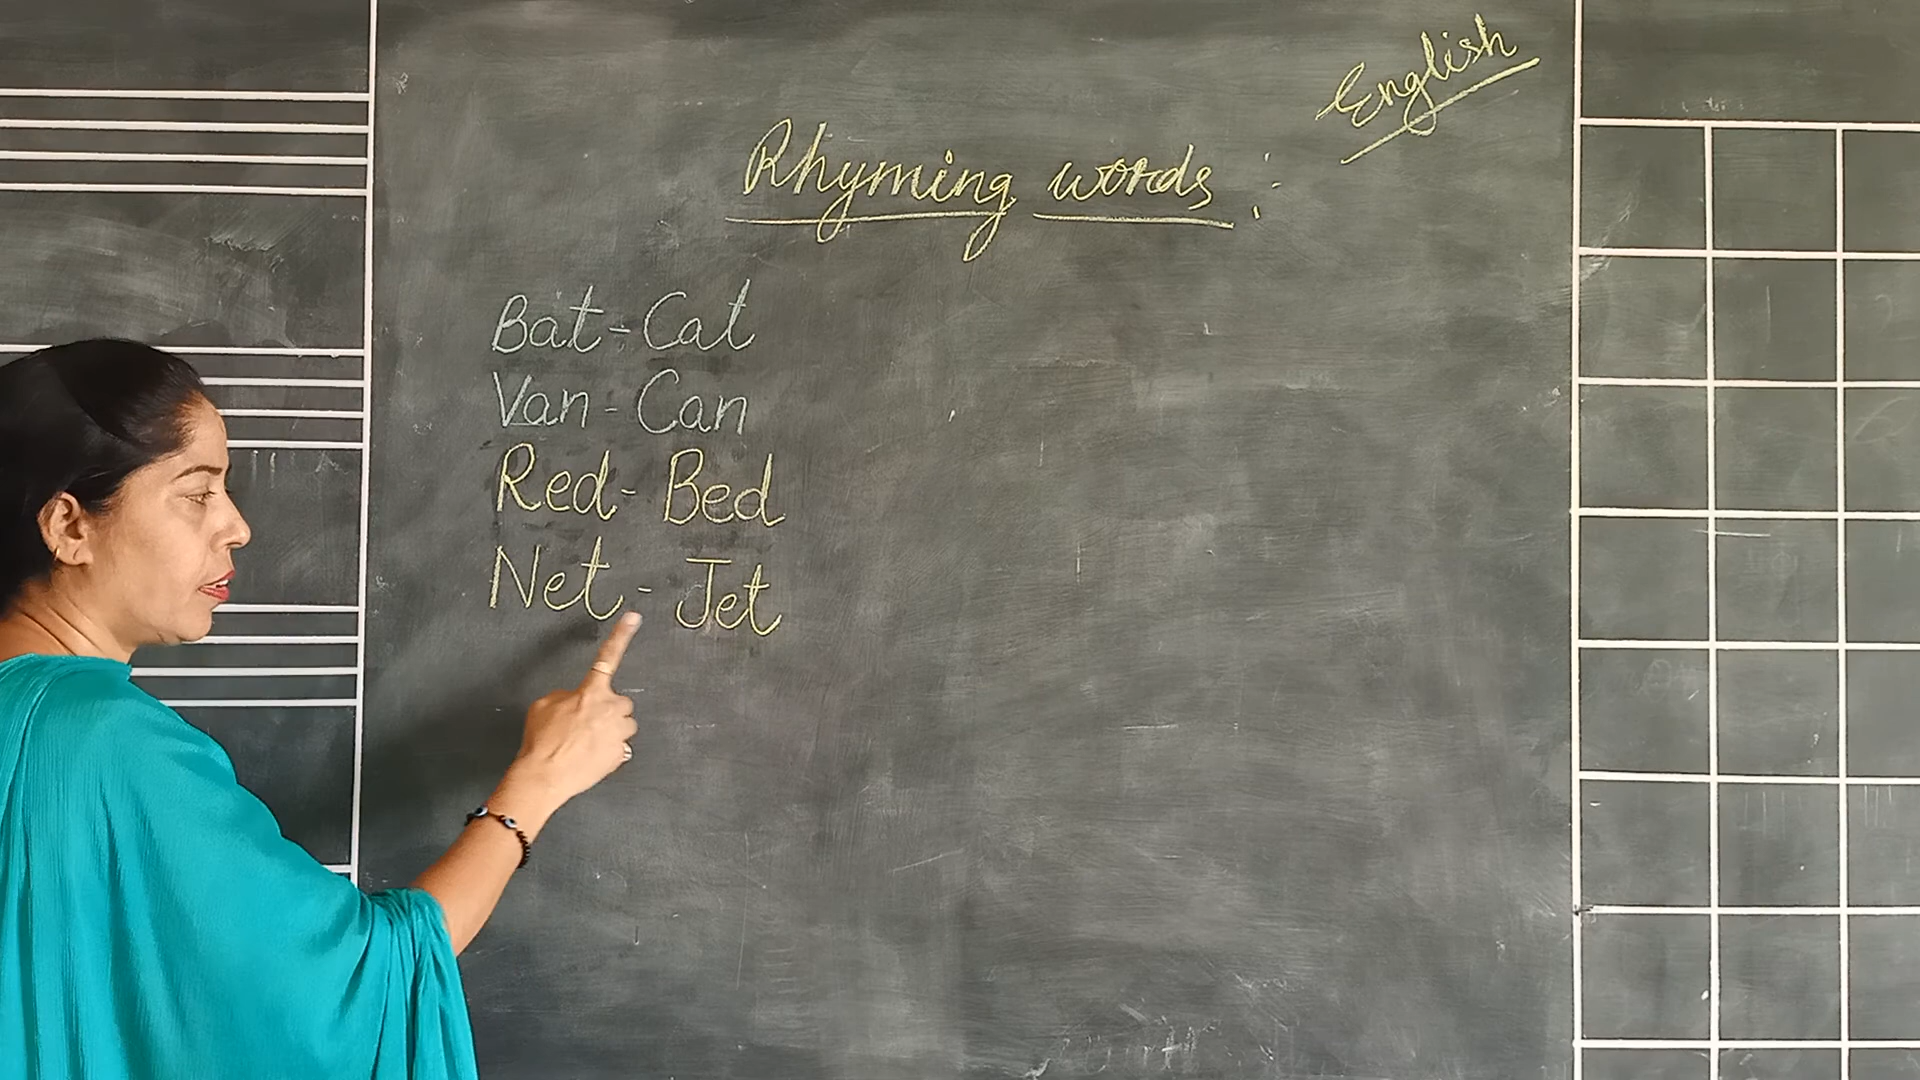 English
Rhyming words :
Bat - Cat
Van - Can
Red - Bed
Net - Jet